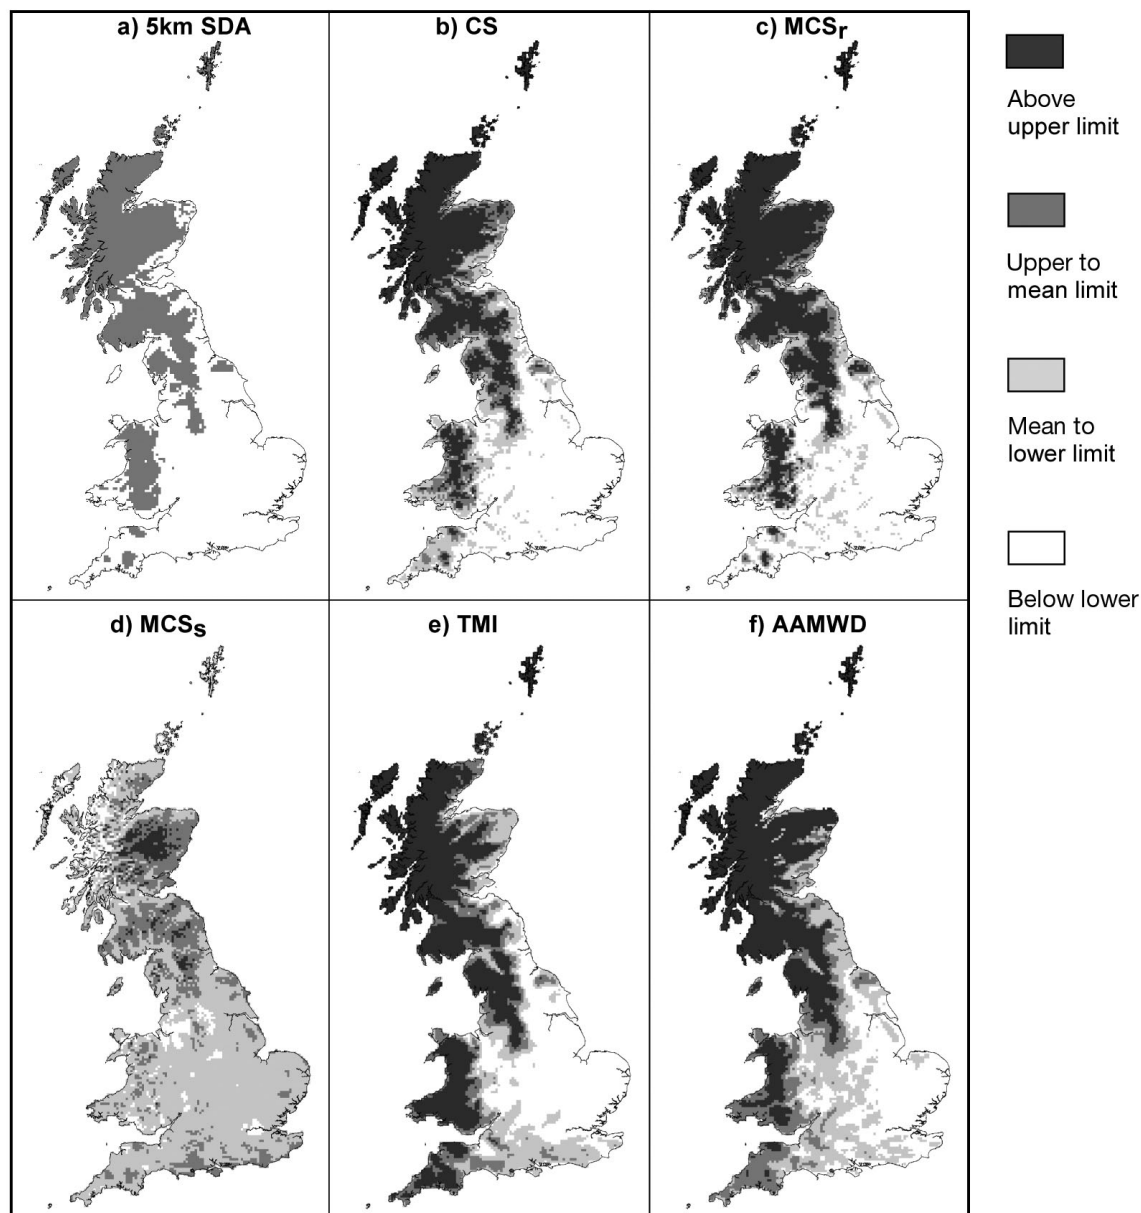 a) 5km SDA
b) CS
c) MCSr
d) MCSs
e) TMI
f) AAMWD
Above
upper limit
Upper to
mean limit
Mean to
lower limit
Below lower
limit